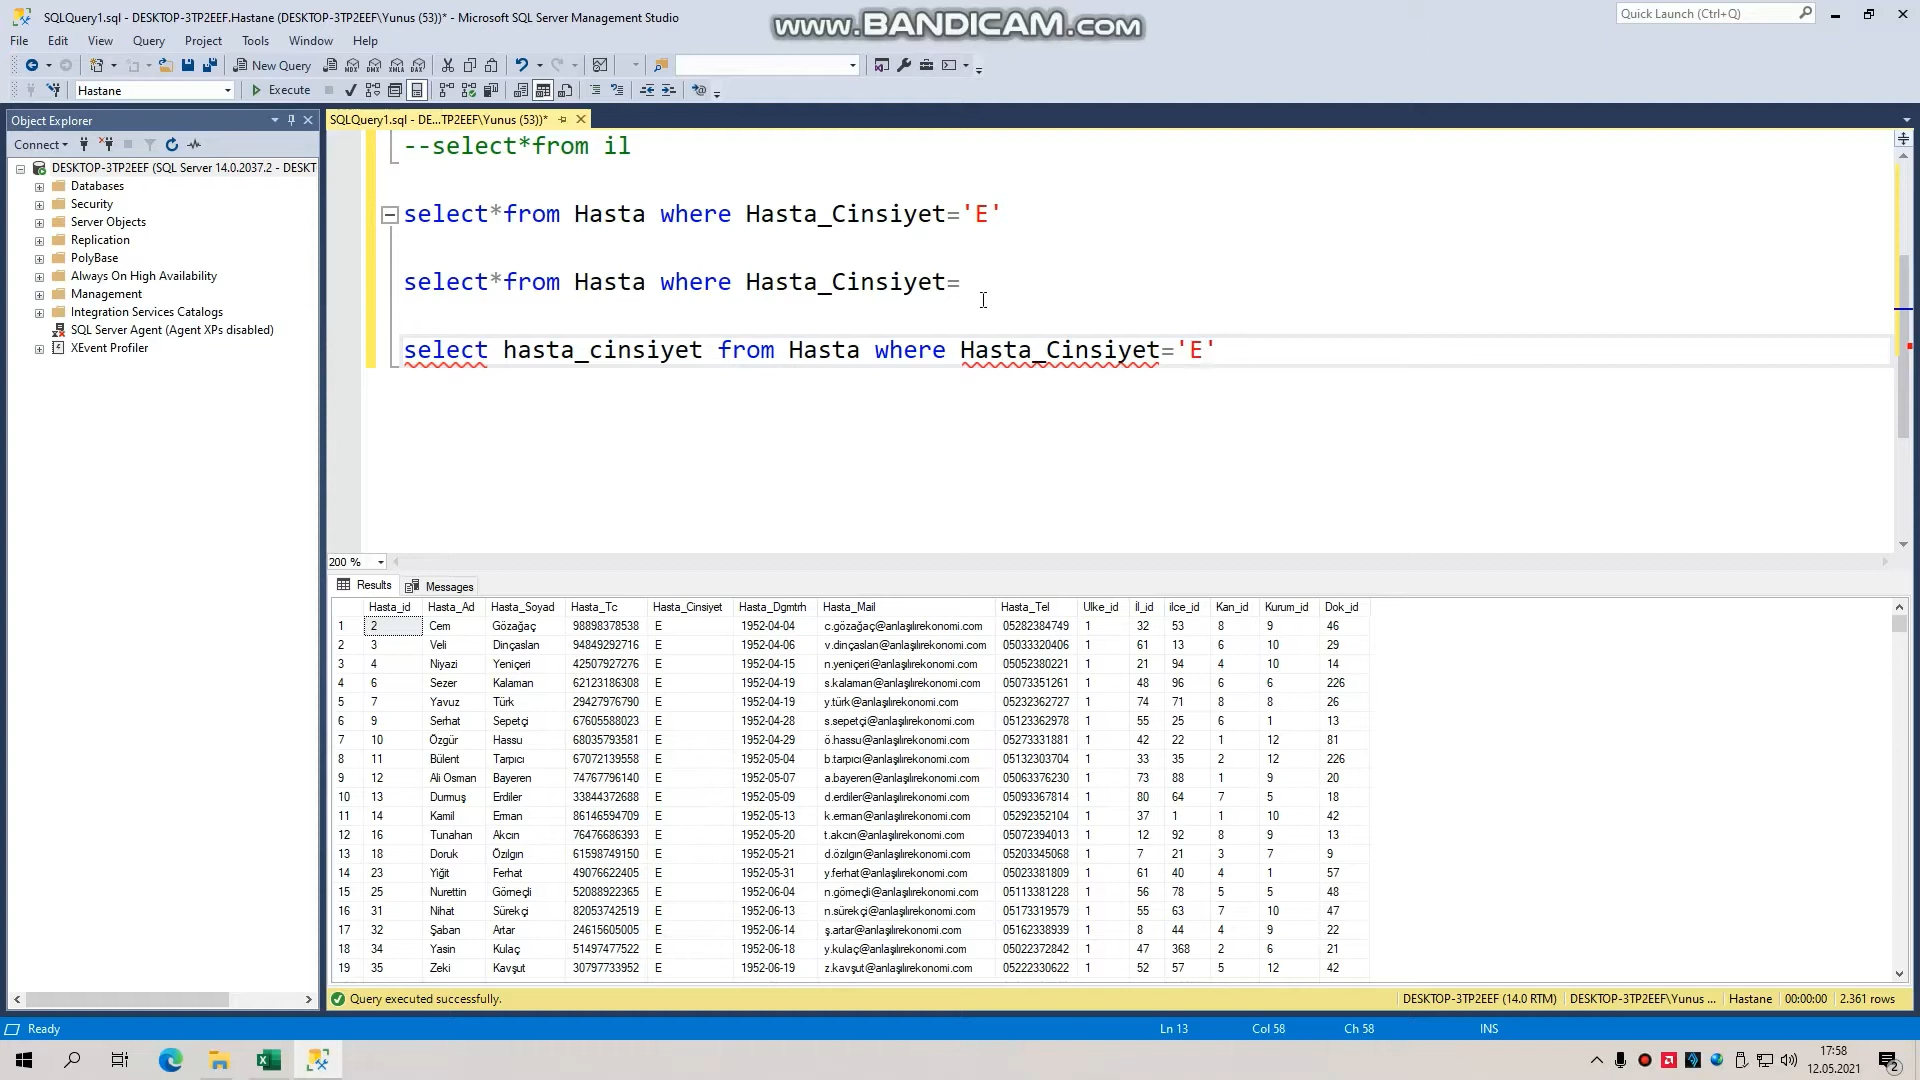 SQLQuery1.sql - DESKTOP-3TP2EEF.Hastane (DESKTOP-3TP2EEF\Yunus (53))* - Microsoft SQL Server Management Studio
www.BANDICAM.com
Quick Launch (Ctrl+Q)
File Edit View Query Project Tools Window Help
New Query
Hastane Execute
Object Explorer
SQLQuery1.sql - DE...TP2EEF\Yunus (53))*
Connect
DESKTOP-3TP2EEF (SQL Server 14.0.2037.2 - DESKT
Databases
Security
Server Objects
Replication
PolyBase
Always On High Availability
Management
Integration Services Catalogs
SQL Server Agent (Agent XPs disabled)
XEvent Profiler
--select*from il
select*from Hasta where Hasta_Cinsiyet='E'
select*from Hasta where Hasta_Cinsiyet=
select hasta_cinsiyet from Hasta where Hasta_Cinsiyet='E'
200 %
Results Messages
Hasta_id Hasta_Ad Hasta_Soyad Hasta_Tc Hasta_Cinsiyet Hasta_Dgmtrh Hasta_Mail Hasta_Tel Ulke_id İl_id ilce_id Kan_id Kurum_id Dok_id
1 2 Cem Gözağaç 98898378538 E 1952-04-04 c.gözağaç@anlaşılırekonomi.com 05282384749 1 32 53 8 9 46
2 3 Veli Dinçaslan 94849292716 E 1952-04-06 v.dinçaslan@anlaşılırekonomi.com 05033320406 1 61 13 6 10 29
3 4 Niyazi Yeniçeri 42507927276 E 1952-04-15 n.yeniçeri@anlaşılırekonomi.com 05052380221 1 21 94 4 10 14
4 6 Sezer Kalaman 62123186308 E 1952-04-19 s.kalaman@anlaşılırekonomi.com 05073351261 1 48 96 6 6 226
5 7 Yavuz Türk 29427976790 E 1952-04-19 y.türk@anlaşılırekonomi.com 05232362727 1 74 71 8 8 26
6 9 Serhat Sepetçi 67605588023 E 1952-04-28 s.sepetçi@anlaşılırekonomi.com 05123362978 1 55 25 6 1 13
7 10 Özgür Hassu 68035793581 E 1952-04-29 ö.hassu@anlaşılırekonomi.com 05273331881 1 42 22 1 12 81
8 11 Bülent Tarpıcı 67072139558 E 1952-05-04 b.tarpıcı@anlaşılırekonomi.com 05132303704 1 33 35 2 12 226
9 12 Ali Osman Bayeren 74767796140 E 1952-05-07 a.bayeren@anlaşılırekonomi.com 05063376230 1 73 88 1 9 20
10 13 Durmuş Erdiler 33844372688 E 1952-05-09 d.erdiler@anlaşılırekonomi.com 05093367814 1 80 64 7 5 18
11 14 Kamil Erman 86146594709 E 1952-05-13 k.erman@anlaşılırekonomi.com 05292352104 1 37 1 1 10 42
12 16 Tunahan Akcın 76476686393 E 1952-05-20 t.akcın@anlaşılırekonomi.com 05072394013 1 12 92 8 9 13
13 18 Doruk Özılgın 61598749150 E 1952-05-21 d.özılgın@anlaşılırekonomi.com 05203345068 1 7 21 3 7 9
14 23 Yiğit Ferhat 49076622405 E 1952-05-31 y.ferhat@anlaşılırekonomi.com 05023381809 1 61 40 4 1 57
15 25 Nurettin Görneçli 52088922365 E 1952-06-04 n.görneçli@anlaşılırekonomi.com 05113381228 1 56 78 5 5 48
16 31 Nihat Sürekçi 82053742519 E 1952-06-13 n.sürekçi@anlaşılırekonomi.com 05173319579 1 55 63 7 10 47
17 32 Şaban Artar 24615605005 E 1952-06-14 ş.artar@anlaşılırekonomi.com 05162338939 1 8 44 4 9 22
18 34 Yasin Kulaç 51497477522 E 1952-06-18 y.kulaç@anlaşılırekonomi.com 05022372842 1 47 368 2 6 21
19 35 Zeki Kavşut 30797733952 E 1952-06-19 z.kavşut@anlaşılırekonomi.com 05222330622 1 52 57 5 12 42
Query executed successfully. DESKTOP-3TP2EEF (14.0 RTM) DESKTOP-3TP2EEF\Yunus ... Hastane 00:00:00 2.361 rows
Ready Ln 13 Col 58 Ch 58 INS
17:58
12.05.2021
2